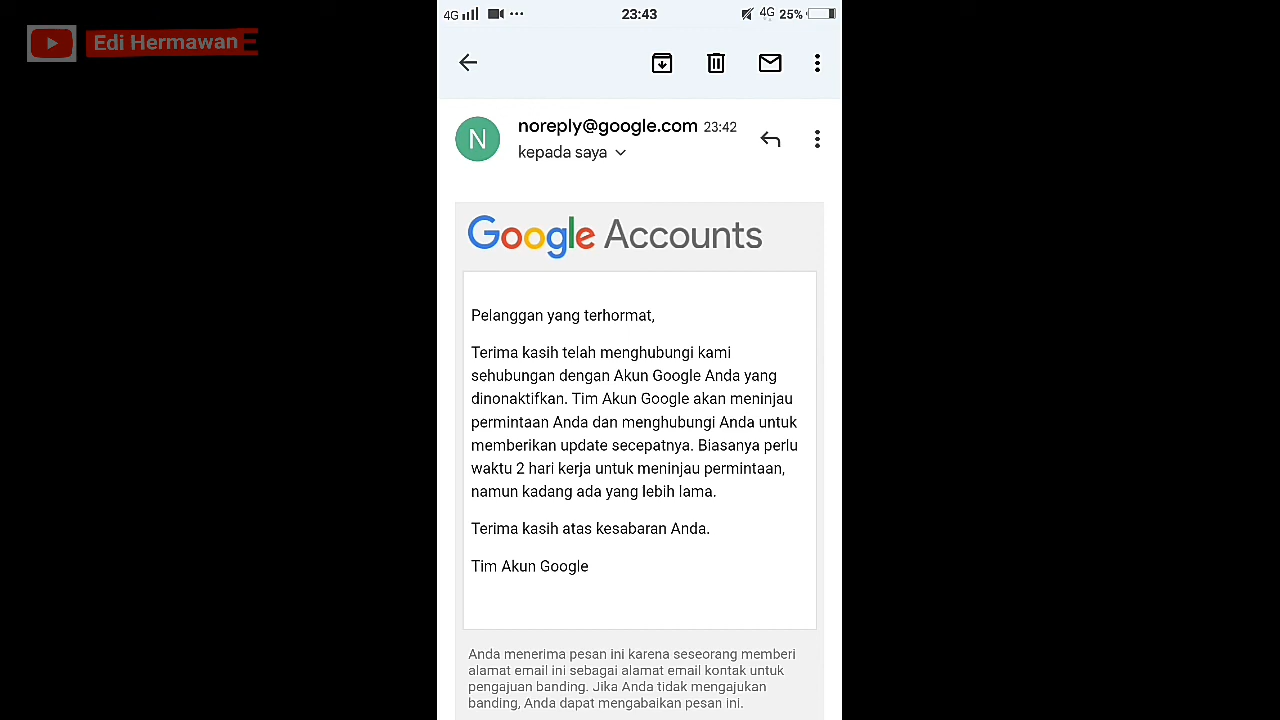 4G 23:43 4G 25%
Edi Hermawan
noreply@google.com 23:42
N
kepada saya
Google Accounts
Pelanggan yang terhormat,
Terima kasih telah menghubungi kami
sehubungan dengan Akun Google Anda yang
dinonaktifkan. Tim Akun Google akan meninjau
permintaan Anda dan menghubungi Anda untuk
memberikan update secepatnya. Biasanya perlu
waktu 2 hari kerja untuk meninjau permintaan,
namun kadang ada yang lebih lama.
Terima kasih atas kesabaran Anda.
Tim Akun Google
Anda menerima pesan ini karena seseorang memberi
alamat email ini sebagai alamat email kontak untuk
pengajuan banding. Jika Anda tidak mengajukan
banding, Anda dapat mengabaikan pesan ini.